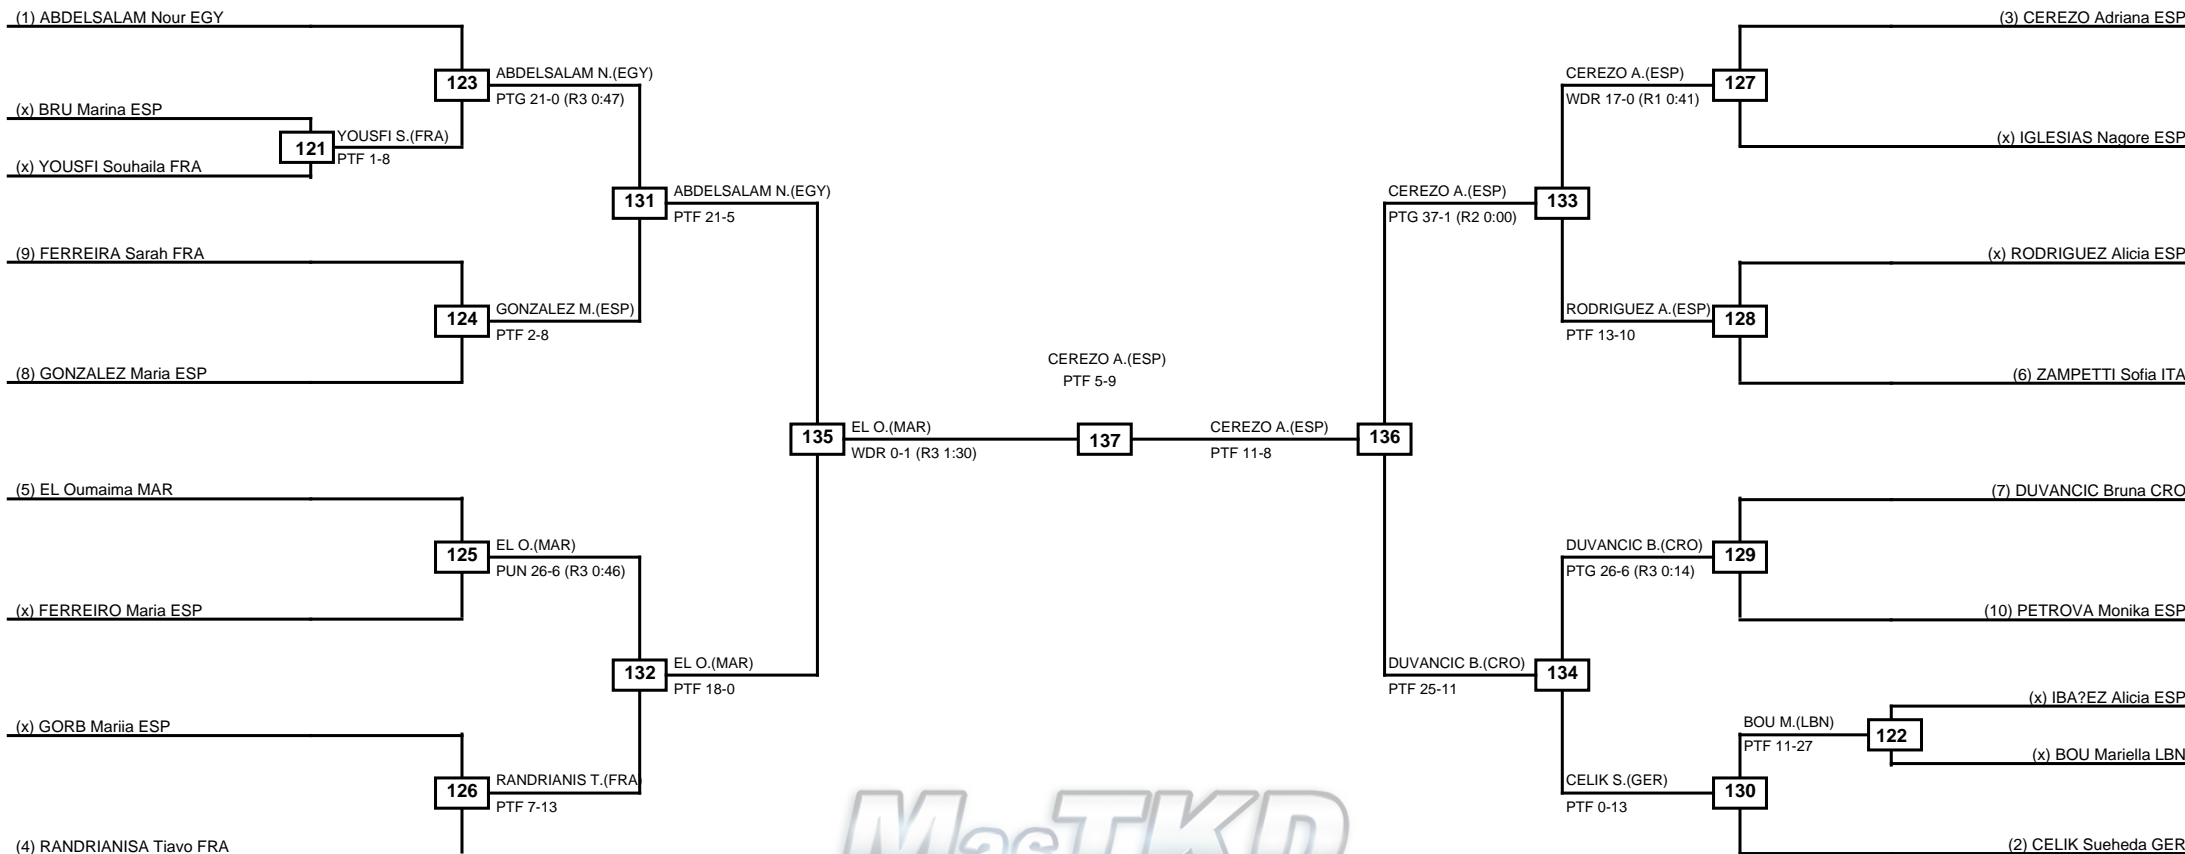 (1) ABDELSALAM Nour EGY
(3) CEREZO Adriana ESP
123
ABDELSALAM N.(EGY)
PTG 21-0 (R3 0:47)
CEREZO A.(ESP)
WDR 17-0 (R1 0:41)
127
(x) BRU Marina ESP
121
YOUSFI S.(FRA)
PTF 1-8
(x) YOUSFI Souhaila FRA
(x) IGLESIAS Nagore ESP
131
ABDELSALAM N.(EGY)
PTF 21-5
CEREZO A.(ESP)
PTG 37-1 (R2 0:00)
133
(9) FERREIRA Sarah FRA
(x) RODRIGUEZ Alicia ESP
124
GONZALEZ M.(ESP)
PTF 2-8
RODRIGUEZ A.(ESP)
PTF 13-10
128
(8) GONZALEZ Maria ESP
(6) ZAMPETTI Sofia ITA
CEREZO A.(ESP)
PTF 5-9
135
EL O.(MAR)
WDR 0-1 (R3 1:30)
137
CEREZO A.(ESP)
PTF 11-8
136
(5) EL Oumaima MAR
(7) DUVANCIC Bruna CRO
125
EL O.(MAR)
PUN 26-6 (R3 0:46)
DUVANCIC B.(CRO)
PTG 26-6 (R3 0:14)
129
(x) FERREIRO Maria ESP
(10) PETROVA Monika ESP
132
EL O.(MAR)
PTF 18-0
DUVANCIC B.(CRO)
PTF 25-11
134
(x) GORB Mariia ESP
(x) IBA?EZ Alicia ESP
BOU M.(LBN)
PTF 11-27
122
(x) BOU Mariella LBN
126
RANDRIANIS T.(FRA)
PTF 7-13
CELIK S.(GER)
PTF 0-13
130
(4) RANDRIANISA Tiavo FRA
(2) CELIK Sueheda GER
MasTKD